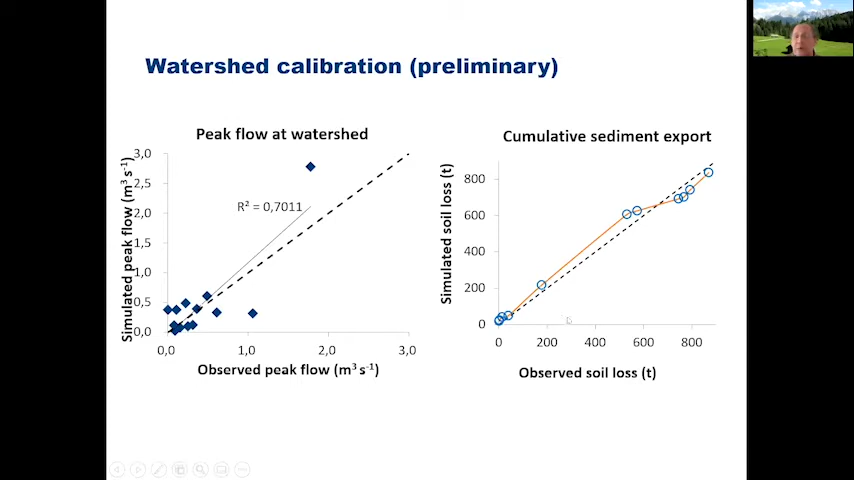 Watershed calibration (preliminary)
Peak flow at watershed
Simulated peak flow (m³ s⁻¹)
3,0
2,5
2,0
1,5
1,0
0,5
0,0
R² = 0,7011
0,0 1,0 2,0 3,0
Observed peak flow (m³ s⁻¹)
Cumulative sediment export
Simulated soil loss (t)
800
600
400
200
0
0 200 400 600 800
Observed soil loss (t)